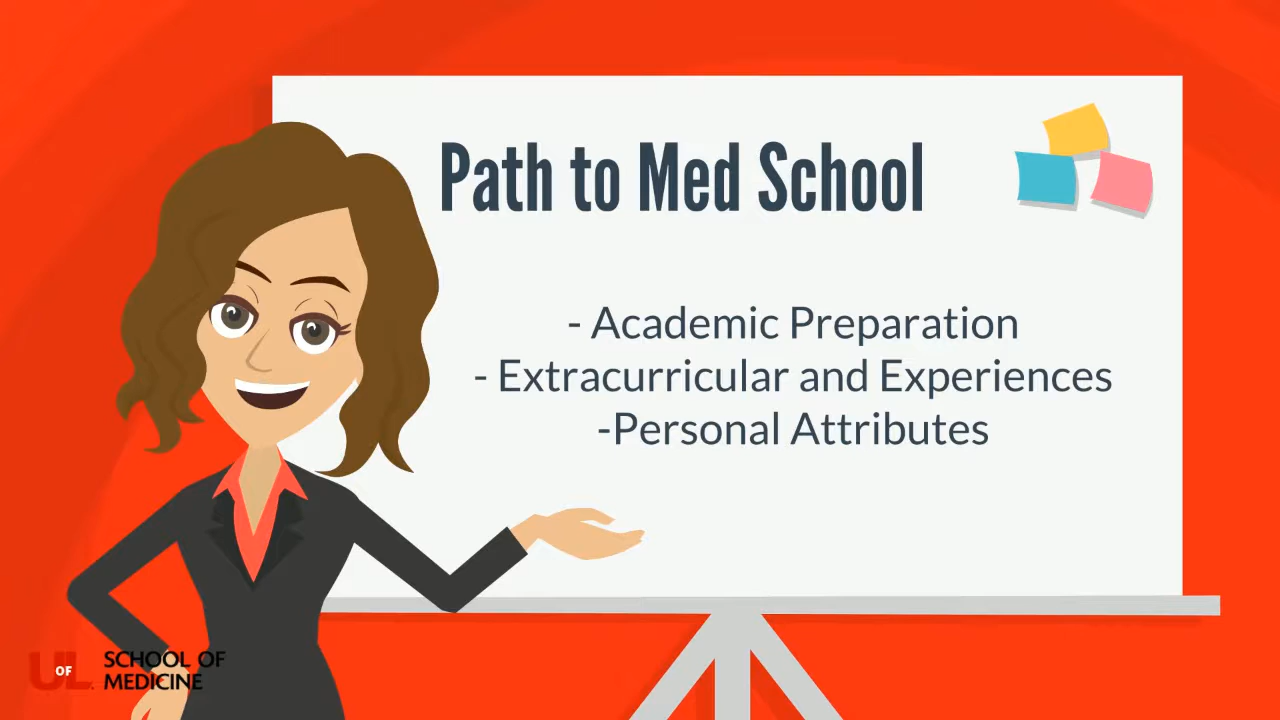 Path to Med School
- Academic Preparation
- Extracurricular and Experiences
-Personal Attributes
UofL SCHOOL OF
MEDICINE